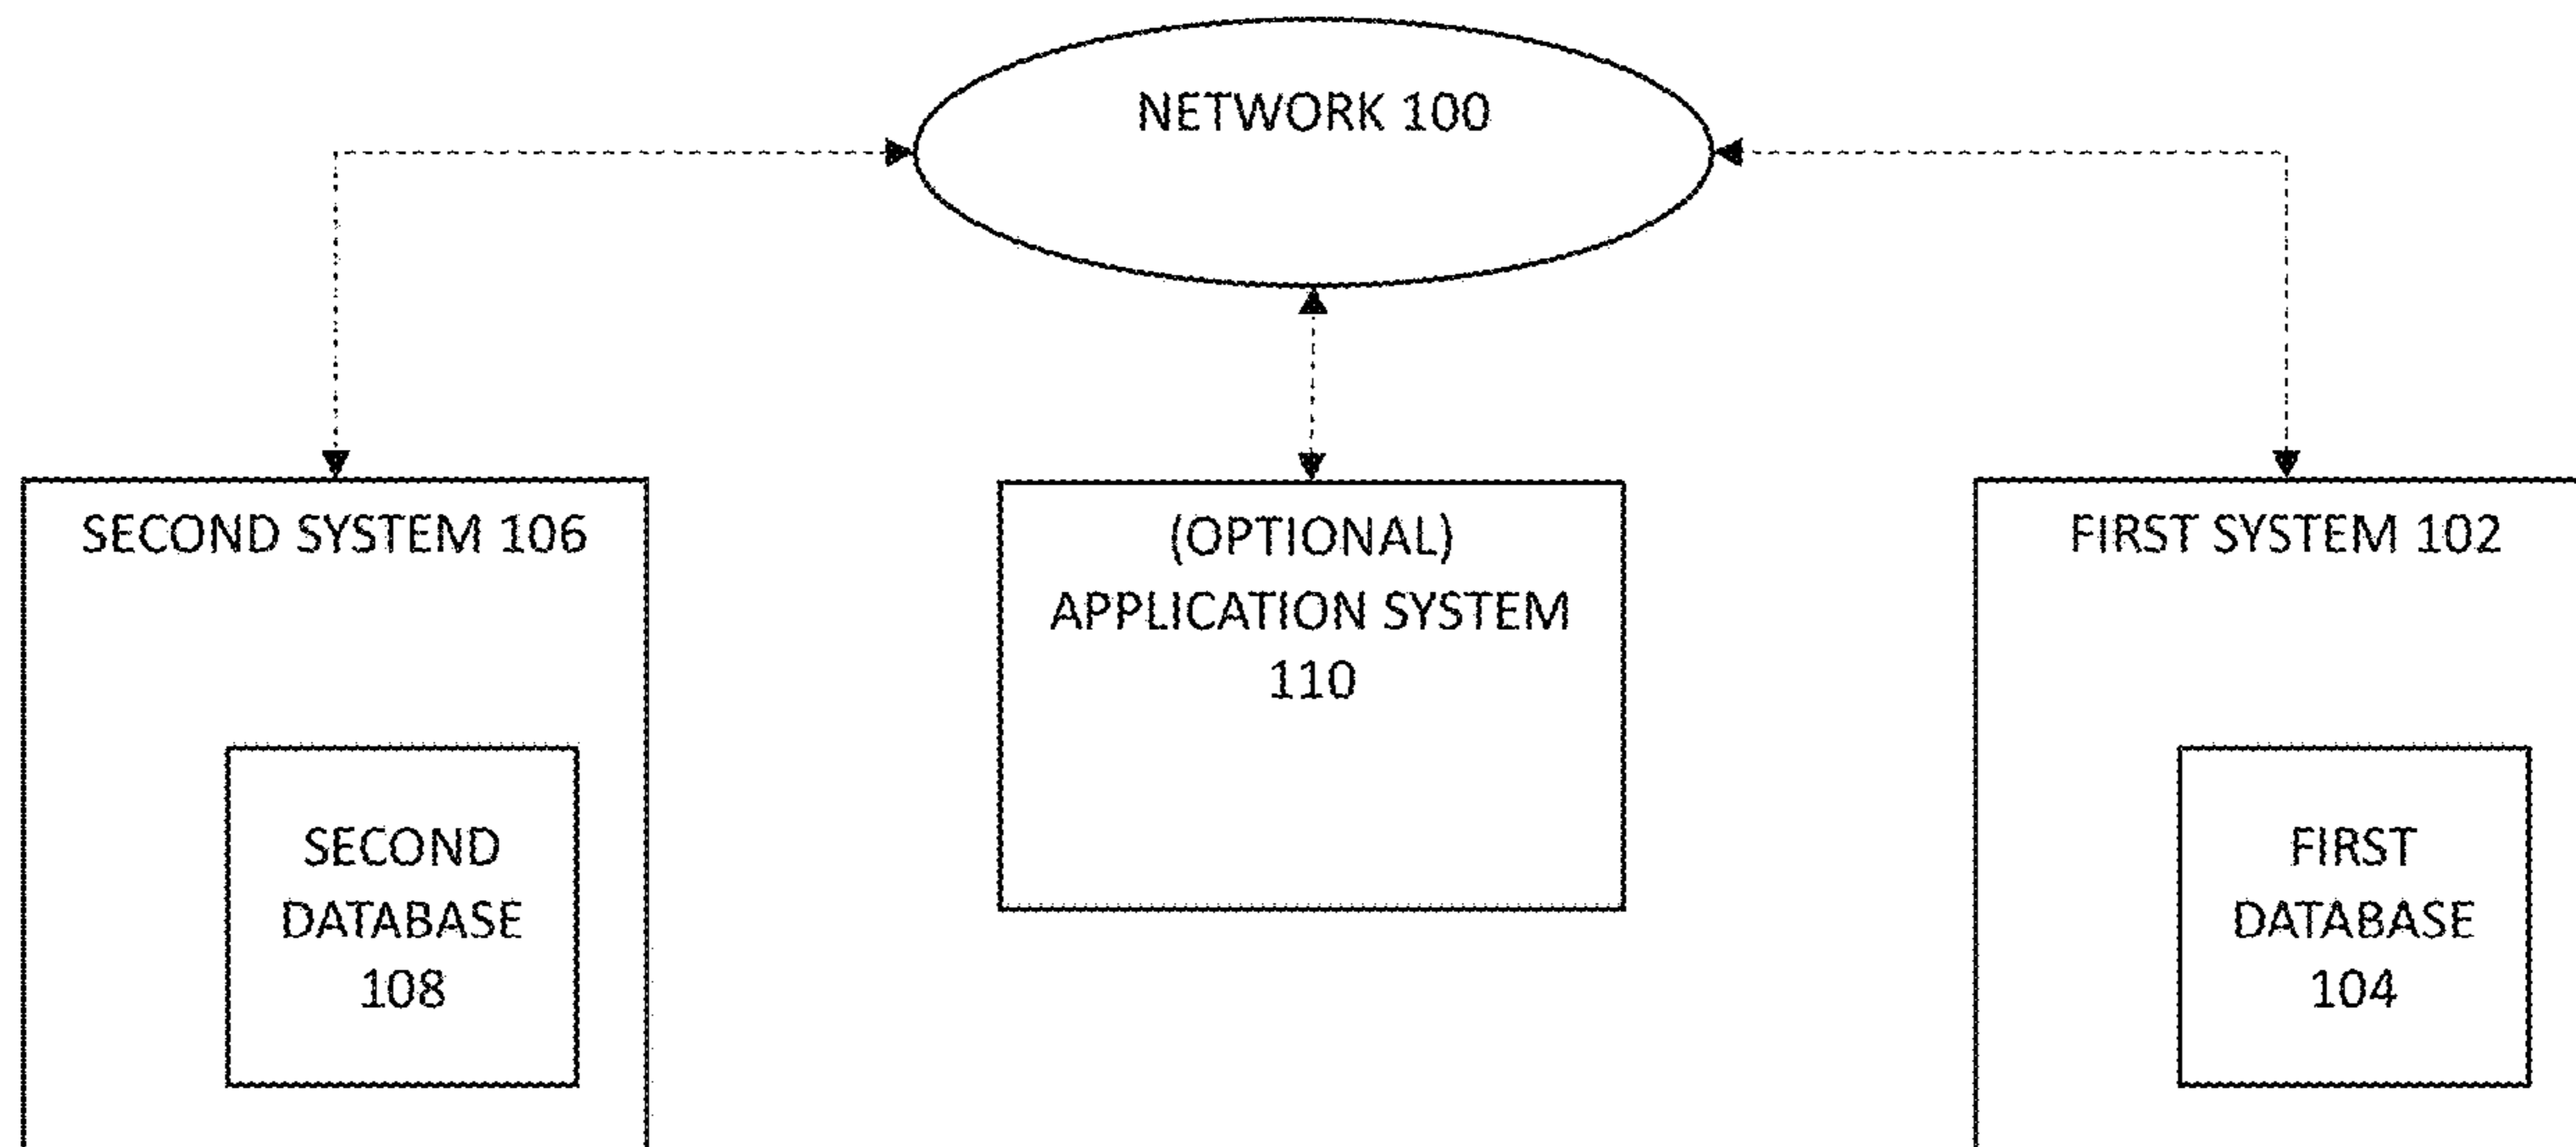 NETWORK 100
SECOND SYSTEM 106
SECOND
DATABASE
108
(OPTIONAL)
APPLICATION SYSTEM
110
FIRST SYSTEM 102
FIRST
DATABASE
104